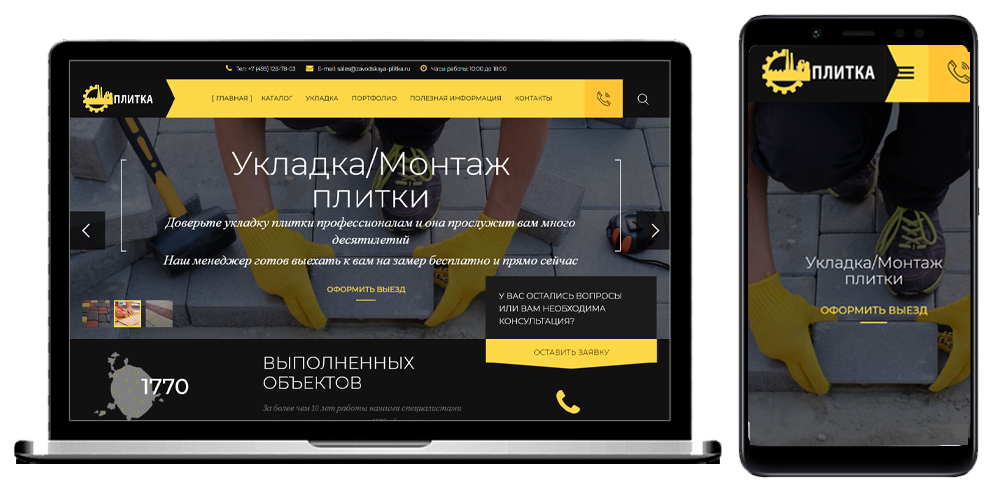 Тел: +7 (495) 128-78-03 E-mail: sales@zavodskaya-plitka.ru Часы работы: 10:00 до 18:00
ПЛИТКА
[ ГЛАВНАЯ ] КАТАЛОГ УКЛАДКА ПОРТФОЛИО ПОЛЕЗНАЯ ИНФОРМАЦИЯ КОНТАКТЫ
Укладка/Монтаж
плитки
Доверьте укладку плитки профессионалам и она прослужит вам много
десятилетий
Наш менеджер готов выехать к вам на замер бесплатно и прямо сейчас
ОФОРМИТЬ ВЫЕЗД
У ВАС ОСТАЛИСЬ ВОПРОСЫ
ИЛИ ВАМ НЕОБХОДИМА
КОНСУЛЬТАЦИЯ?
ОСТАВИТЬ ЗАЯВКУ
1770
ВЫПОЛНЕННЫХ
ОБЪЕКТОВ
За более чем 10 лет работы нашими специалистами
ПЛИТКА
Укладка/Монтаж
плитки
ОФОРМИТЬ ВЫЕЗД